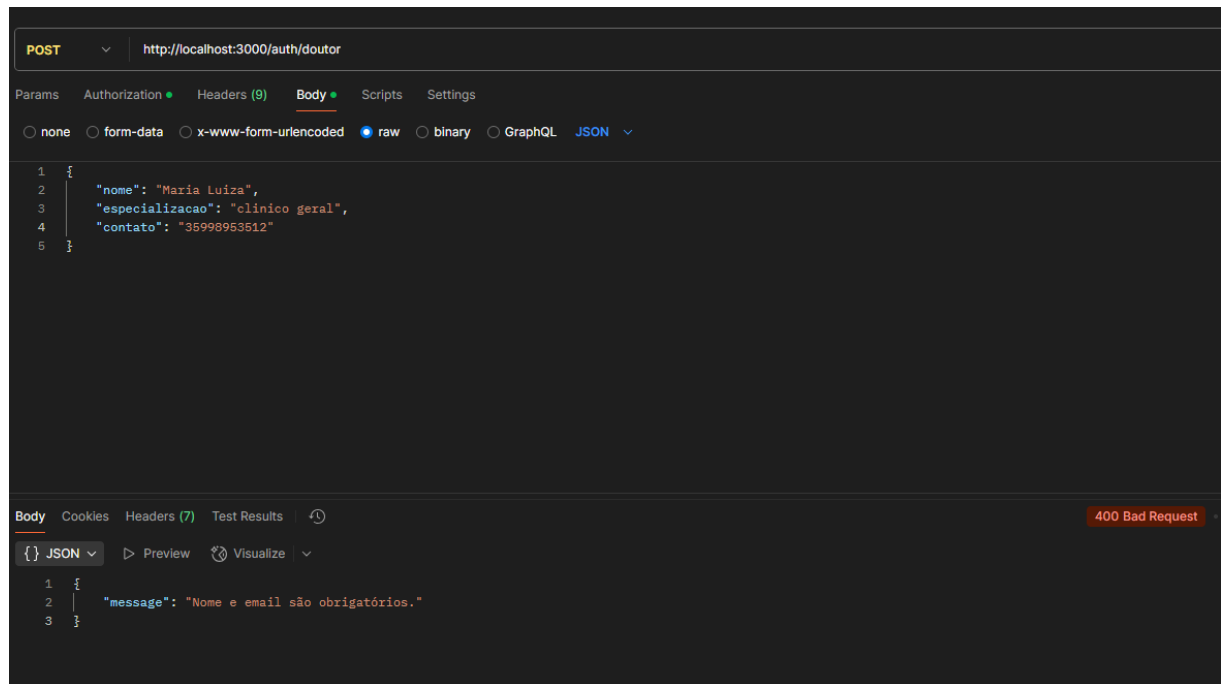 POST http://localhost:3000/auth/doutor
Params Authorization Headers (9) Body Scripts Settings
none form-data x-www-form-urlencoded raw binary GraphQL JSON
1 {
2 "nome": "Maria Luiza",
3 "especializacao": "clinico geral",
4 "contato": "35998953512"
5 }
Body Cookies Headers (7) Test Results 400 Bad Request
{} JSON Preview Visualize
1 {
2 "message": "Nome e email são obrigatórios."
3 }